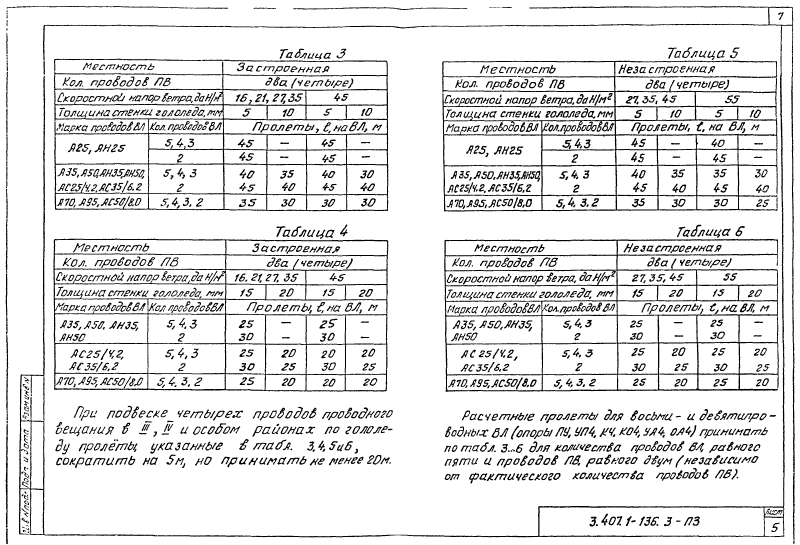 7
Таблица 3
Местность Застроенная
Кол. проводов ПВ два (четыре)
Скоростной напор ветра, даН/м² 16, 21, 27, 35 45
Толщина стенки гололеда, мм 5 10 5 10
Марка проводов ВЛ Кол. проводов ВЛ Пролеты, ℓ, на ВЛ, м
А25, АН25 5, 4, 3 45 — 45 —
2 45 — 45 —
А35, А50, АН35, АН50, 5, 4, 3 40 35 40 30
АС25/4.2, АС35/6.2 2 45 40 45 40
А70, А95, АС50/8.0 5, 4, 3, 2 35 30 30 30
Таблица 4
Местность Застроенная
Кол. проводов ПВ два (четыре)
Скоростной напор ветра, даН/м² 16, 21, 27, 35 45
Толщина стенки гололеда, мм 15 20 15 20
Марка проводов ВЛ Кол. проводов ВЛ Пролеты, ℓ, на ВЛ, м
А35, А50, АН35, 5, 4, 3 25 — 25 —
АН50 2 30 — 30 —
АС25/4.2, 5, 4, 3 25 20 20 20
АС35/6.2 2 30 25 30 25
А70, А95, АС50/8.0 5, 4, 3, 2 25 20 20 20
При подвеске четырех проводов проводного
вещания в III, IV и особом районах по гололе-
ду пролёты, указанные в табл. 3, 4, 5 и 6,
сократить на 5м, но принимать не менее 20м.
Таблица 5
Местность Незастроенная
Кол. проводов ПВ два (четыре)
Скоростной напор ветра, даН/м² 27, 35, 45 55
Толщина стенки гололеда, мм 5 10 5 10
Марка проводов ВЛ Кол. проводов ВЛ Пролеты, ℓ, на ВЛ, м
А25, АН25 5, 4, 3 45 — 40 —
2 45 — 45 —
А35, А50, АН35, АН50, 5, 4, 3 40 35 35 30
АС25/4.2, АС35/6.2 2 45 40 45 40
А70, А95, АС50/8.0 5, 4, 3, 2 35 30 30 25
Таблица 6
Местность Незастроенная
Кол. проводов ПВ два (четыре)
Скоростной напор ветра, даН/м² 27, 35, 45 55
Толщина стенки гололеда, мм 15 20 15 20
Марка проводов ВЛ Кол. проводов ВЛ Пролеты, ℓ, на ВЛ, м
А35, А50, АН35, 5, 4, 3 25 — 25 —
АН50 2 30 — 30 —
АС25/4.2, 5, 4, 3 25 20 25 20
АС35/6.2 2 30 25 30 25
А70, А95, АС50/8.0 5, 4, 3, 2 25 20 25 20
Расчетные пролеты для восьми- и девятипро-
водных ВЛ (опоры ПУ, УП4, К4, КО4, УА4, ОА4) принимать
по табл. 3...6 для количества проводов ВЛ, равного
пяти и проводов ПВ, равного двум (независимо
от фактического количества проводов ПВ).
Подп. и дата
3.407.1-136.3-ПЗ
Лист
5